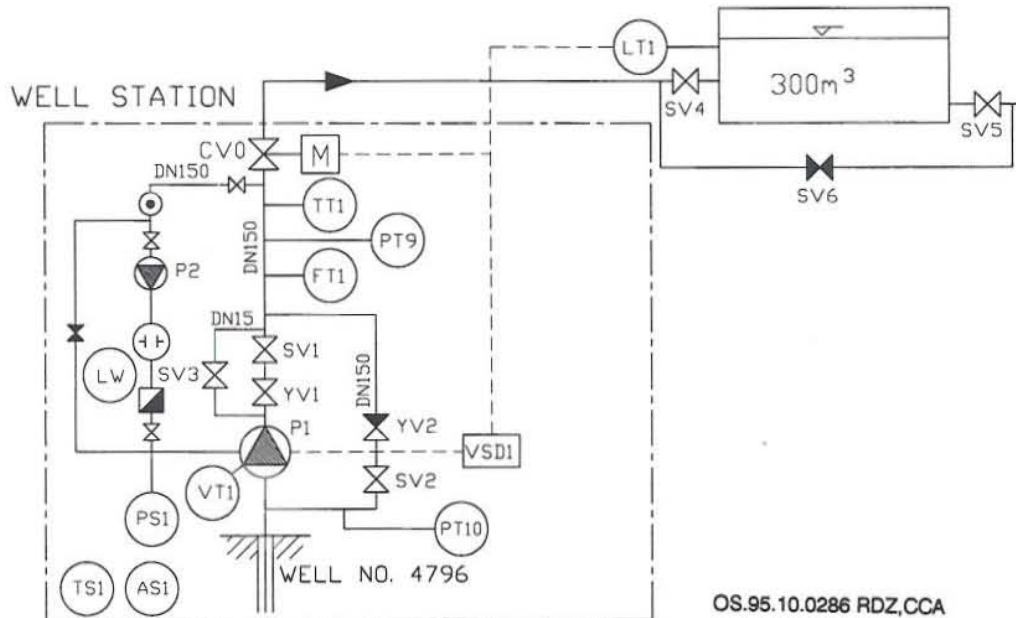 LT1
WELL STATION
SV4
300m³
SV5
CV0
M
DN150
SV6
TT1
DN150
PT9
P2
FT1
DN15
SV1
LW
SV3
DN150
YV1
P1
YV2
VSD1
VT1
SV2
PS1
PT10
WELL NO. 4796
TS1
AS1
OS.95.10.0286 RDZ,CCA